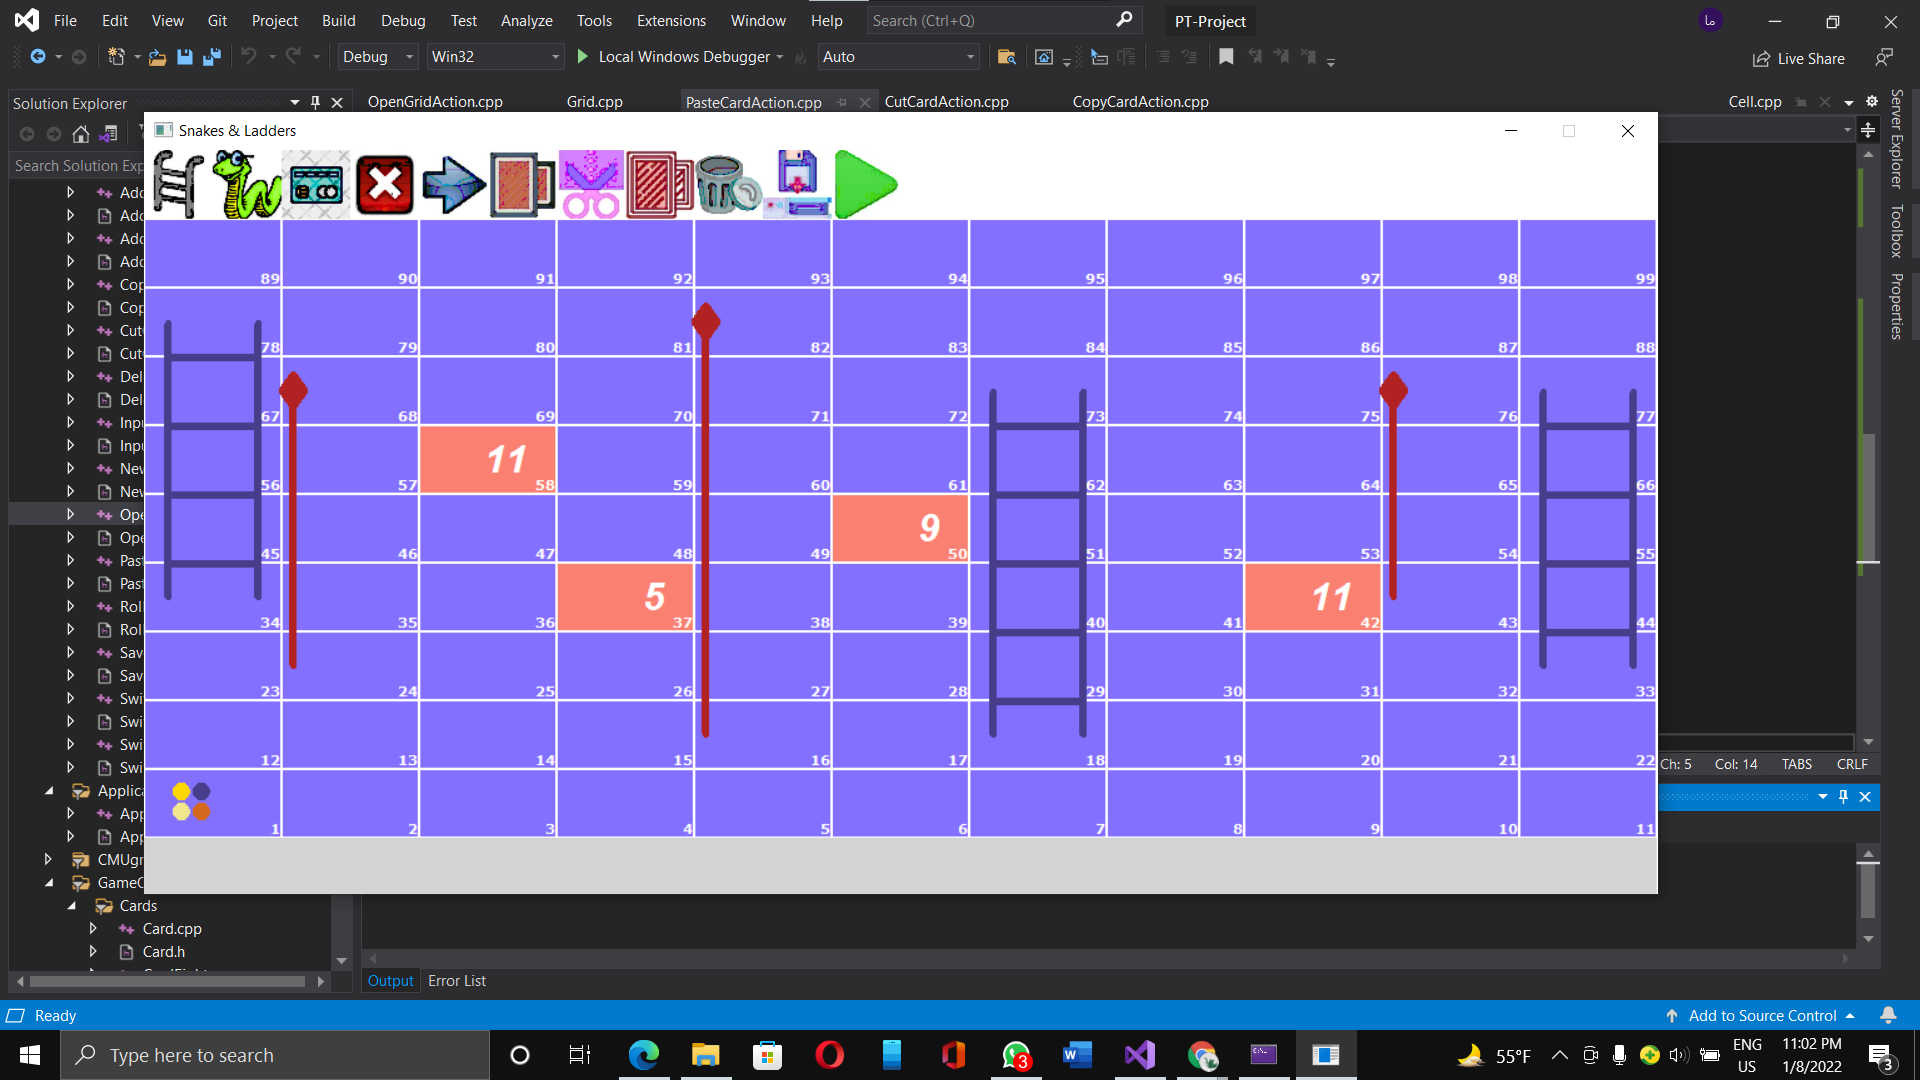 File Edit View Git Project Build Debug Test Analyze Tools Extensions Window Help Search (Ctrl+Q) PT-Project
Debug Win32 Local Windows Debugger Auto Live Share
Solution Explorer OpenGridAction.cpp Grid.cpp PasteCardAction.cpp CutCardAction.cpp CopyCardAction.cpp Cell.cpp
Server Explorer
Toolbox
Properties
Snakes & Ladders
Search Solution Exp
Add
Add
Add
Add
Cop
Cop
Cut
Cut
Del
Del
Inpu
Inpu
New
New
Ope
Ope
Past
Past
Roll
Roll
Sav
Sav
Swi
Swi
Swi
Swi
Applica
App
App
CMUgr
GameC
Cards
Card.cpp
Card.h
89 90 91 92 93 94 95 96 97 98 99
78 79 80 81 82 83 84 85 86 87 88
67 68 69 70 71 72 73 74 75 76 77
11
56 57 58 59 60 61 62 63 64 65 66
9
45 46 47 48 49 50 51 52 53 54 55
5 11
34 35 36 37 38 39 40 41 42 43 44
23 24 25 26 27 28 29 30 31 32 33
12 13 14 15 16 17 18 19 20 21 22
1 2 3 4 5 6 7 8 9 10 11
Ch: 5 Col: 14 TABS CRLF
Output Error List
Ready Add to Source Control
Type here to search
3
55°F
ENG
US
11:02 PM
1/8/2022
3